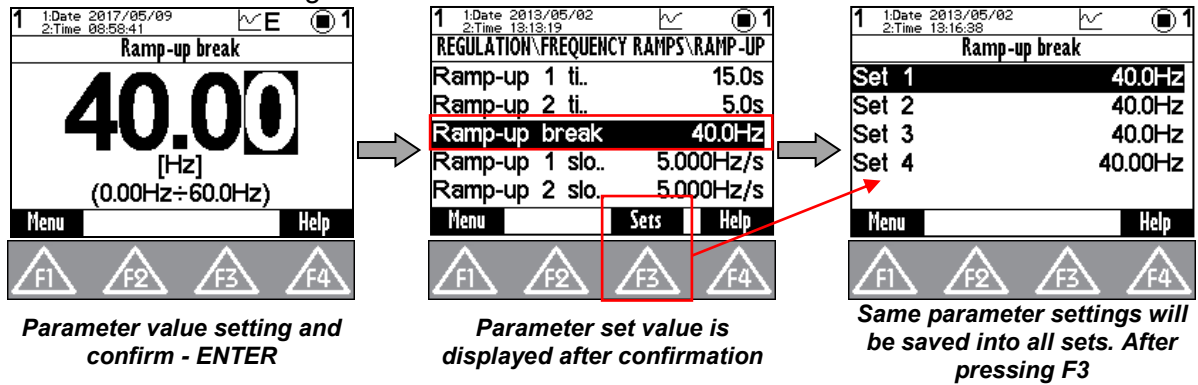 1 1:Date 2017/05/09 E 1
2:Time 08:58:41
Ramp-up break
40.00
[Hz]
(0.00Hz÷60.0Hz)
Menu Help
F1 F2 F3 F4
Parameter value setting and
confirm - ENTER
1 1:Date 2013/05/02 1
2:Time 13:13:19
REGULATION\FREQUENCY RAMPS\RAMP-UP
Ramp-up 1 ti.. 15.0s
Ramp-up 2 ti.. 5.0s
Ramp-up break 40.0Hz
Ramp-up 1 slo.. 5.000Hz/s
Ramp-up 2 slo.. 5.000Hz/s
Menu Sets Help
F1 F2 F3 F4
Parameter set value is
displayed after confirmation
1 1:Date 2013/05/02 1
2:Time 13:16:38
Ramp-up break
Set 1 40.0Hz
Set 2 40.0Hz
Set 3 40.0Hz
Set 4 40.00Hz
Menu Help
F1 F2 F3 F4
Same parameter settings will
be saved into all sets. After
pressing F3